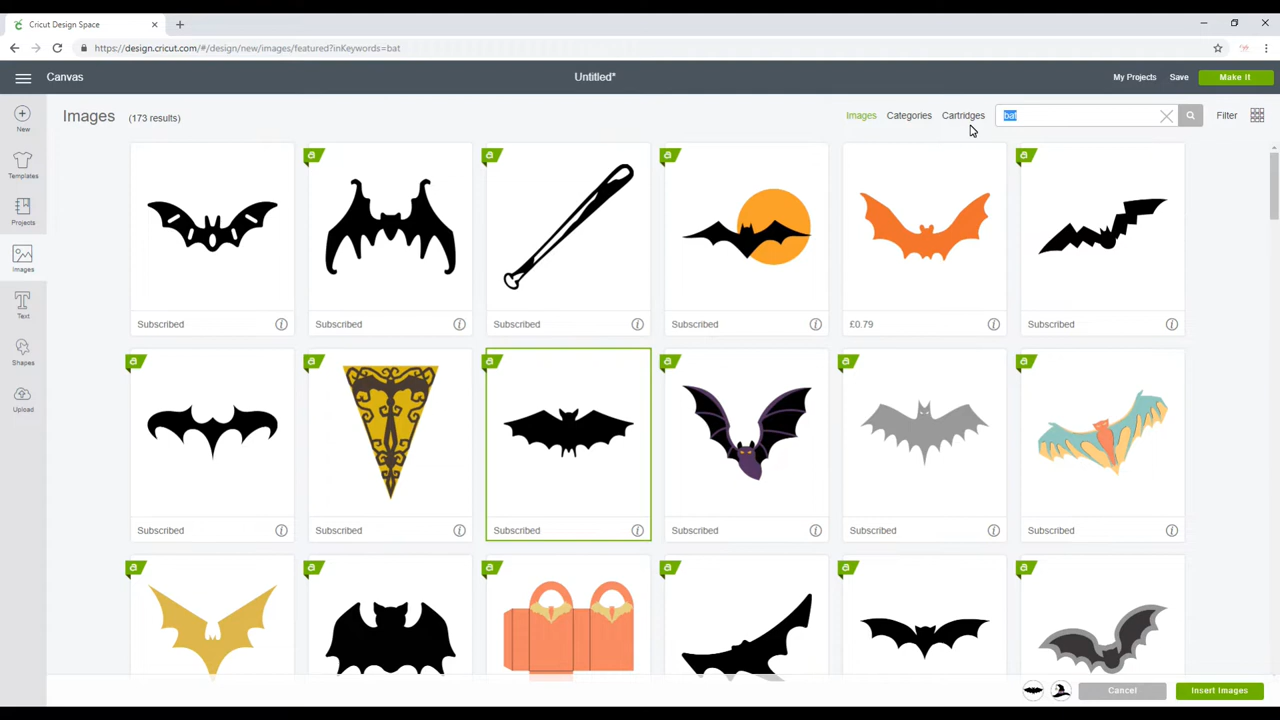 Cricut Design Space
https://design.cricut.com/#/design/new/images/featured?inKeywords=bat
Canvas
Untitled*
My Projects
Save
Make It
New
Templates
Projects
Images
Text
Shapes
Upload
Images (173 results)
Images
Categories
Cartridges
bat
Filter
Subscribed
Subscribed
Subscribed
Subscribed
£0.79
Subscribed
Subscribed
Subscribed
Subscribed
Subscribed
Subscribed
Subscribed
Cancel
Insert Images